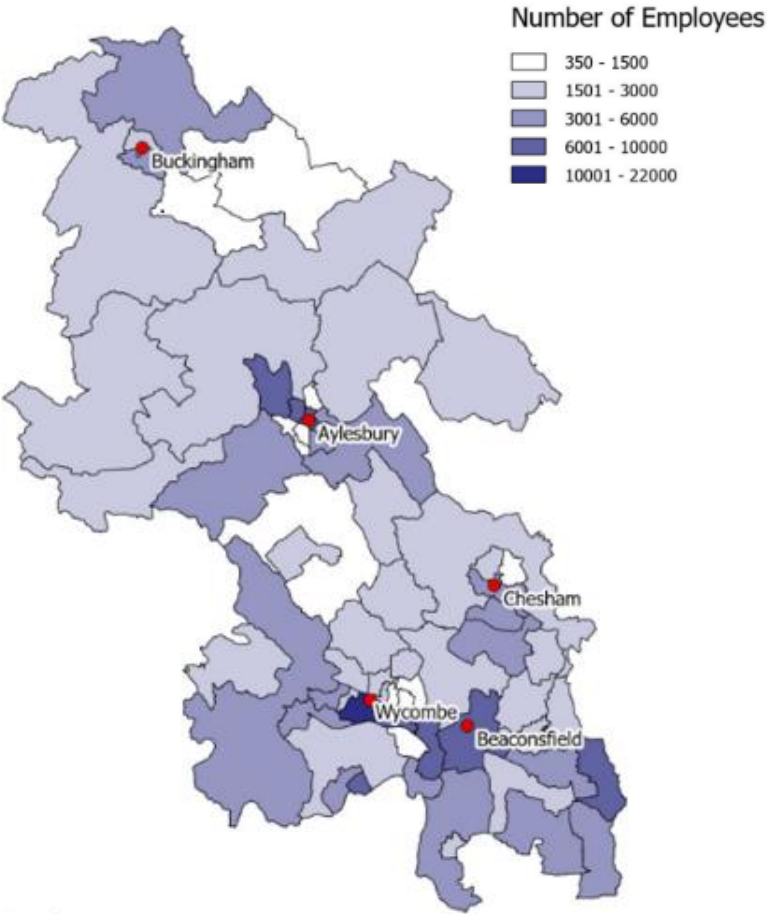 Number of Employees
350 - 1500
1501 - 3000
3001 - 6000
6001 - 10000
10001 - 22000
Buckingham
Aylesbury
Chesham
Wycombe
Beaconsfield